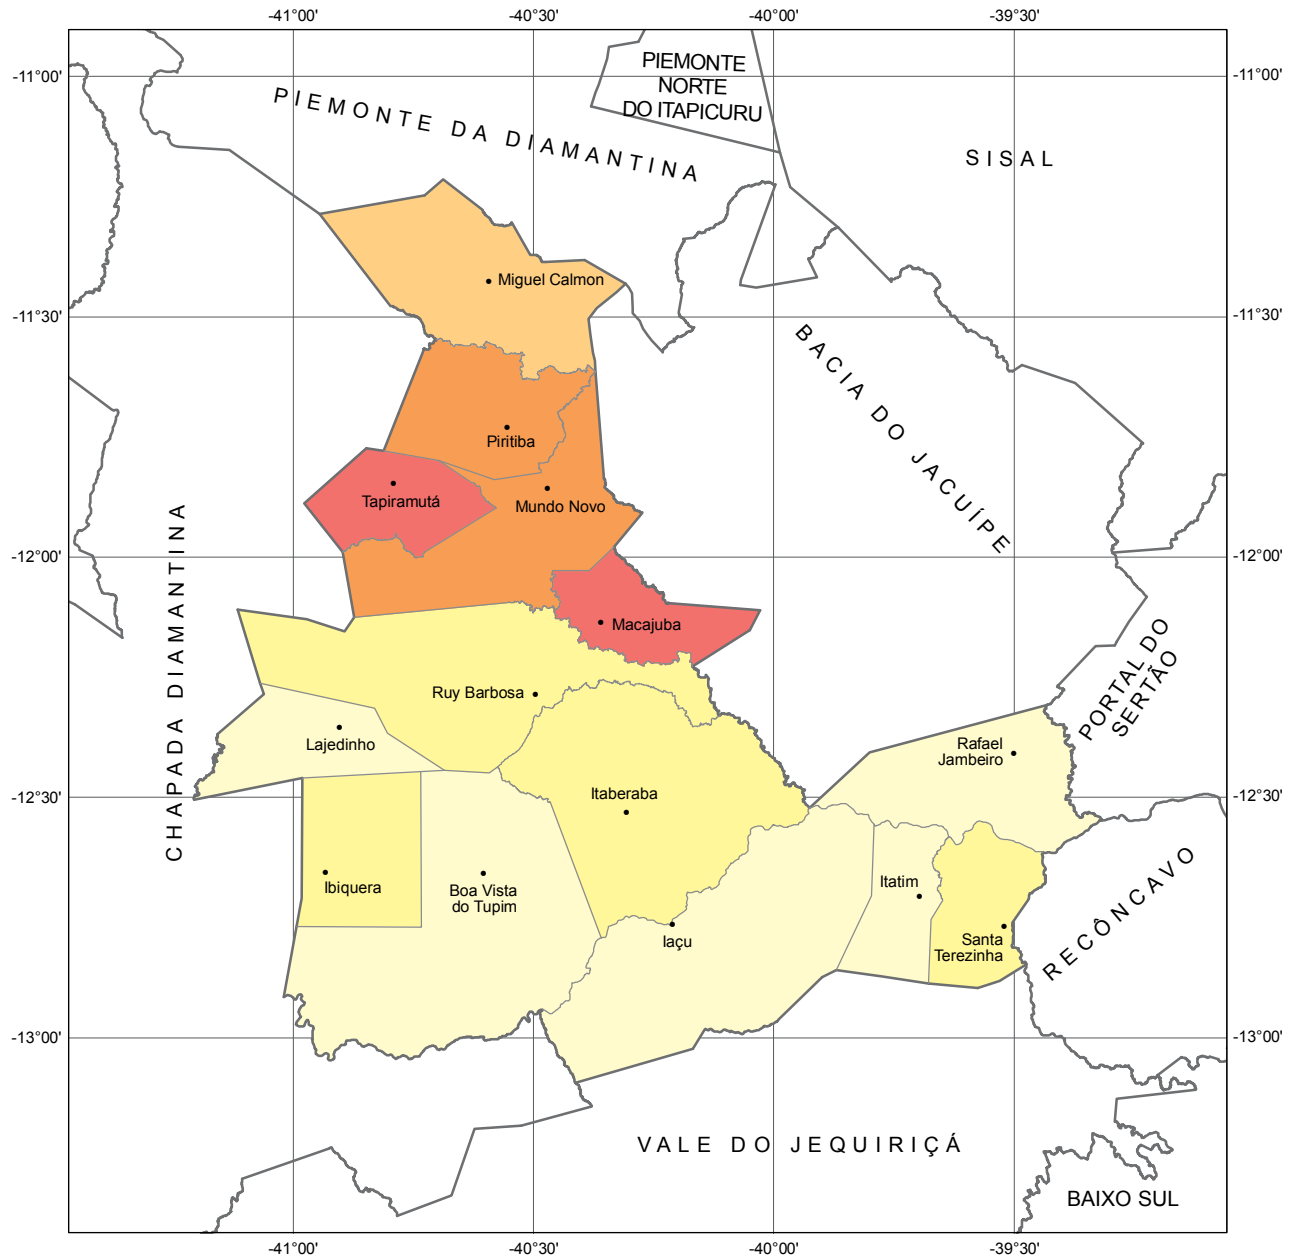 -41°00'
-40°30'
-40°00'
-39°30'
-11°00'
-11°00'
PIEMONTE
NORTE
DO ITAPICURU
PIEMONTE DA DIAMANTINA
SISAL
Miguel Calmon
-11°30'
-11°30'
BACIA DO JACUÍPE
Piritiba
Tapiramutá
Mundo Novo
-12°00'
-12°00'
CHAPADA DIAMANTINA
Macajuba
PORTAL DO
SERTÃO
Ruy Barbosa
Lajedinho
Rafael
Jambeiro
-12°30'
-12°30'
Itaberaba
Ibiquera
Boa Vista
do Tupim
Itatim
RECÔNCAVO
Iaçu
Santa
Terezinha
-13°00'
-13°00'
VALE DO JEQUIRIÇÁ
BAIXO SUL
-41°00'
-40°30'
-40°00'
-39°30'